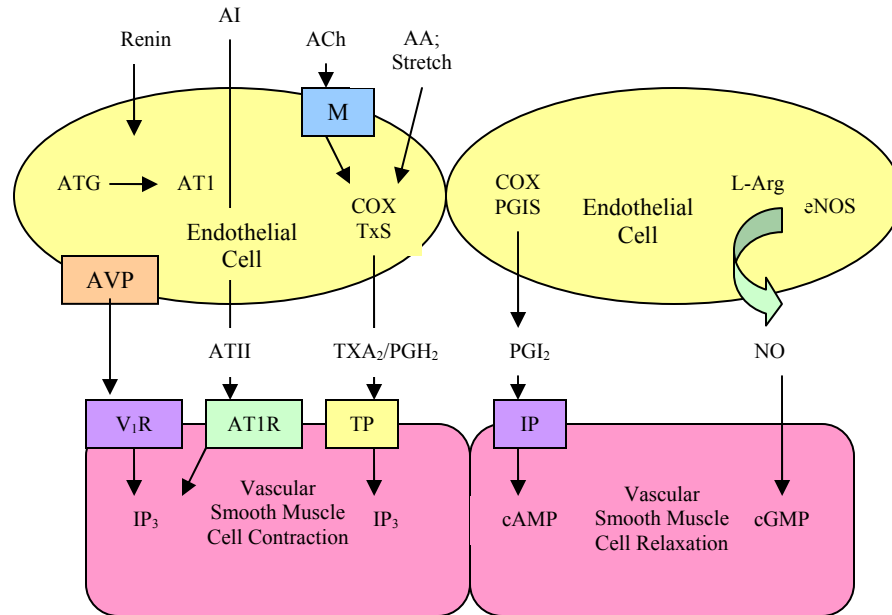 AI
Renin
ACh
AA;
Stretch
M
ATG
AT1
COX
TxS
Endothelial
Cell
AVP
COX
PGIS
Endothelial
Cell
L-Arg
eNOS
ATII
TXA₂/PGH₂
PGI₂
NO
V₁R
AT1R
TP
IP
IP₃
Vascular
Smooth Muscle
Cell Contraction
IP₃
cAMP
Vascular
Smooth Muscle
Cell Relaxation
cGMP